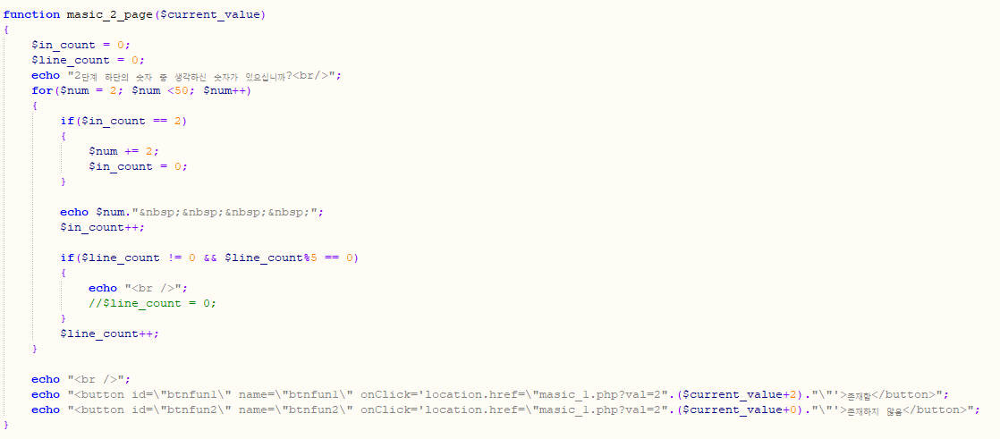 function masic_2_page($current_value)
{
    $in_count = 0;
    $line_count = 0;
    echo "2단계 하단의 숫자 중 생각하신 숫자가 있으십니까?<br/>";
    for($num = 2; $num <50; $num++)
    {
        if($in_count == 2)
        {
            $num += 2;
            $in_count = 0;
        }

        echo $num."&nbsp;&nbsp;&nbsp;&nbsp;";
        $in_count++;

        if($line_count != 0 && $line_count%5 == 0)
        {
            echo "<br />";
            //$line_count = 0;
        }
        $line_count++;
    }

    echo "<br />";
    echo "<button id=\"btnfun1\" name=\"btnfun1\" onClick='location.href=\"masic_1.php?val=2".($current_value+2)."\"'>존재함</button>";
    echo "<button id=\"btnfun2\" name=\"btnfun2\" onClick='location.href=\"masic_1.php?val=2".($current_value+0)."\"'>존재하지 않음</button>";
}